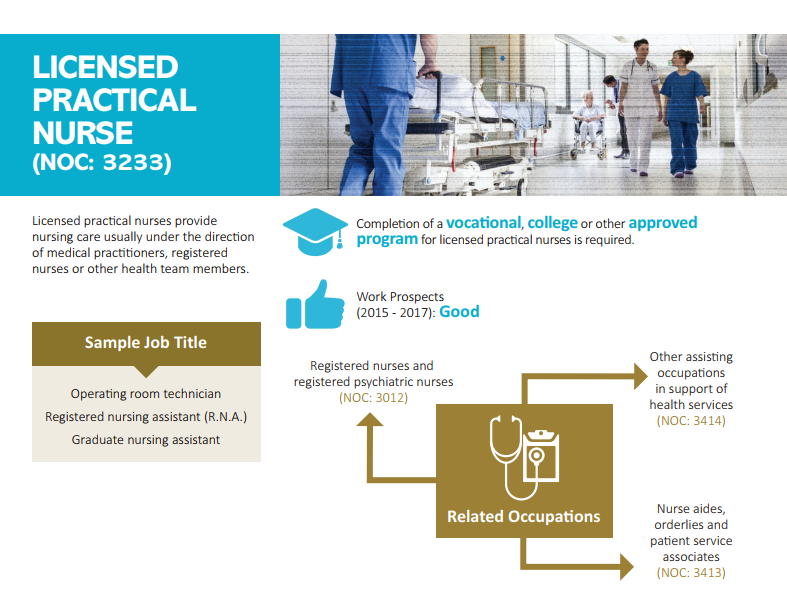 LICENSED
PRACTICAL
NURSE
(NOC: 3233)
Licensed practical nurses provide
nursing care usually under the direction
of medical practitioners, registered
nurses or other health team members.
Completion of a vocational, college or other approved
program for licensed practical nurses is required.
Work Prospects
(2015 - 2017): Good
Sample Job Title
Operating room technician
Registered nursing assistant (R.N.A.)
Graduate nursing assistant
Registered nurses and
registered psychiatric nurses
(NOC: 3012)
Other assisting
occupations
in support of
health services
(NOC: 3414)
Related Occupations
Nurse aides,
orderlies and
patient service
associates
(NOC: 3413)